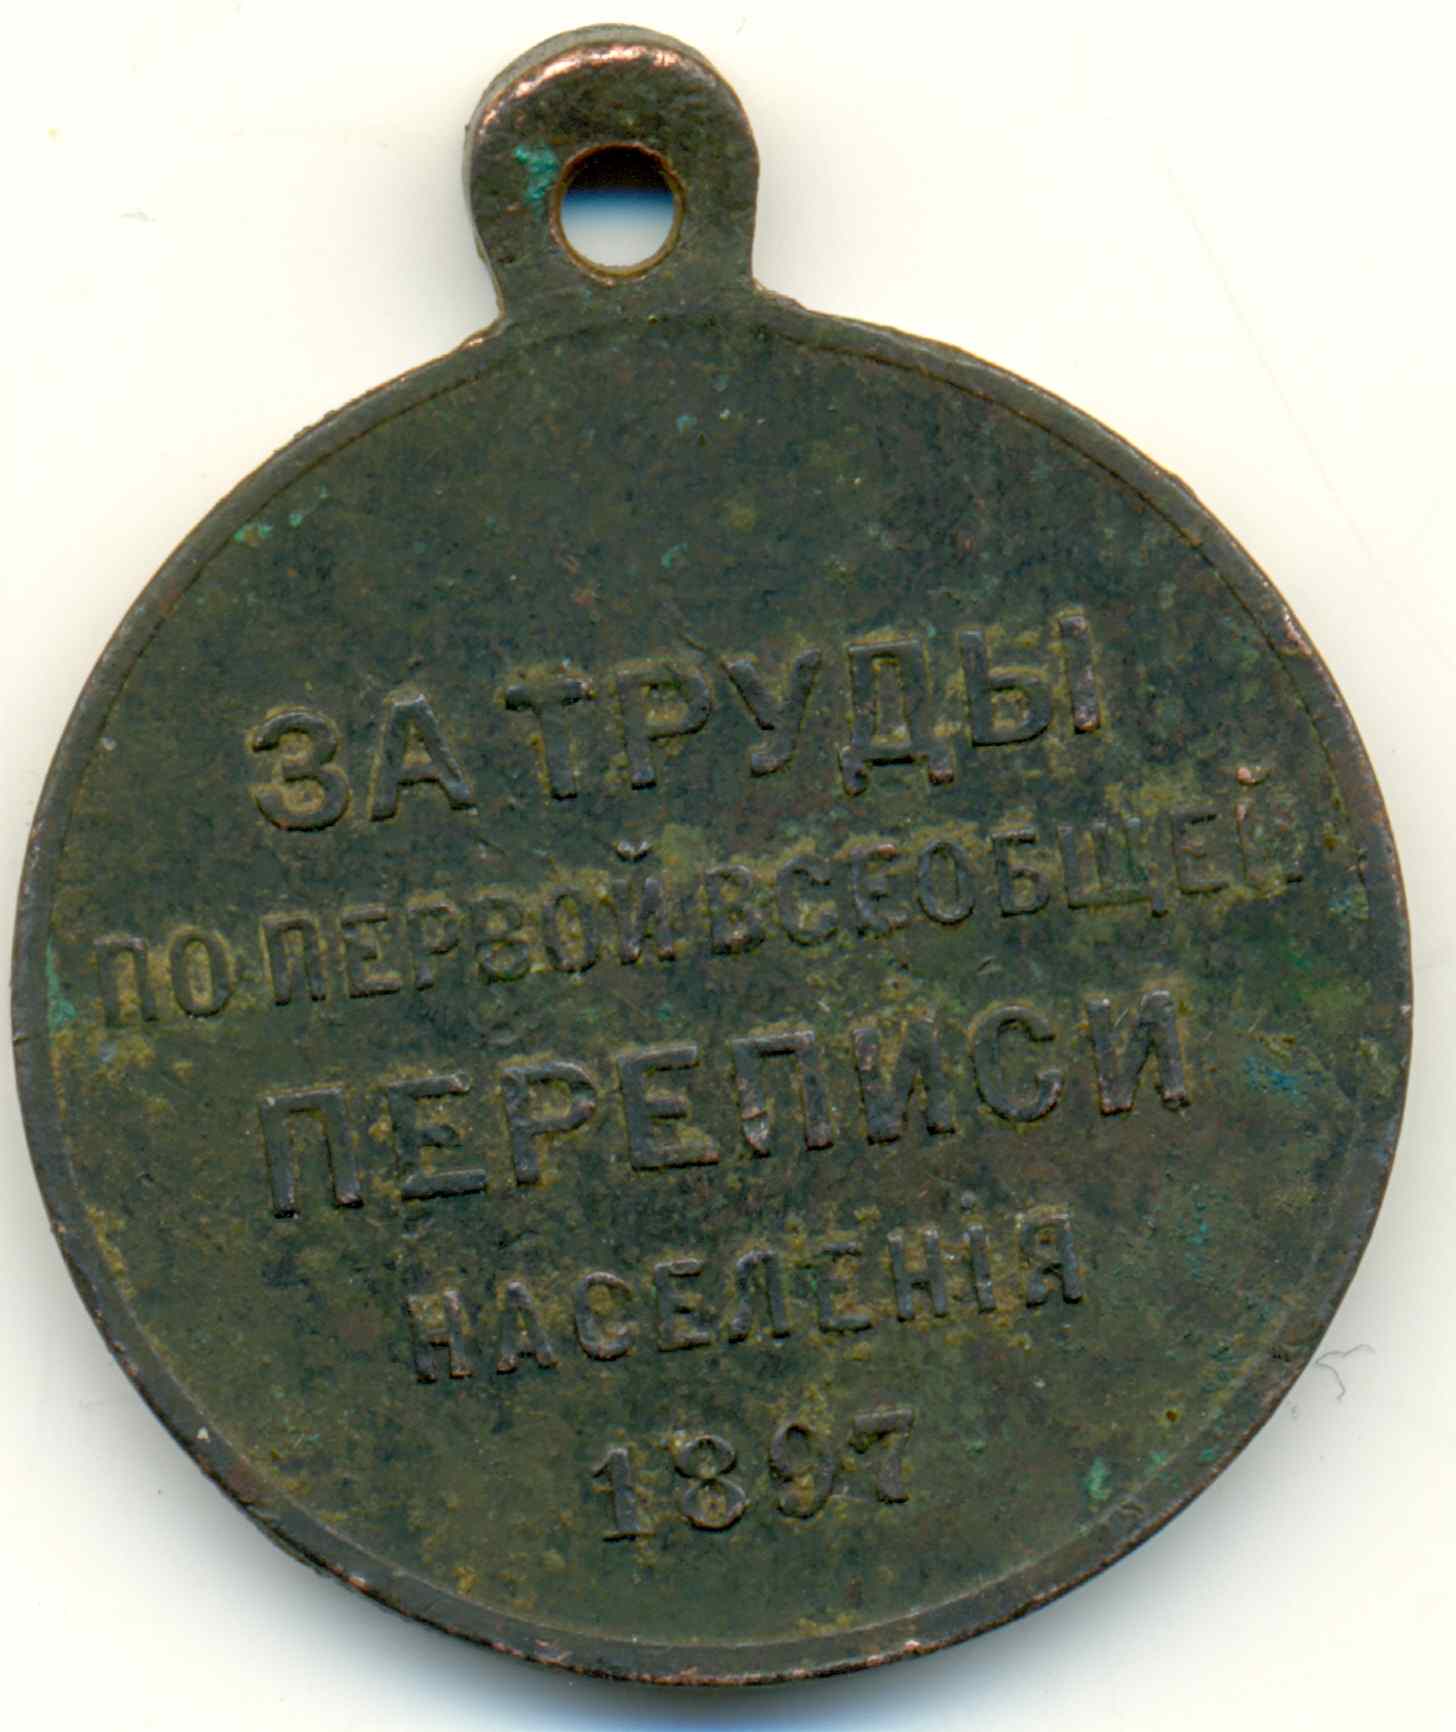 ЗА ТРУДЫ
ПО ПЕРВОЙ ВСЕОБЩЕЙ
ПЕРЕПИСИ
НАСЕЛЕНІЯ
1897